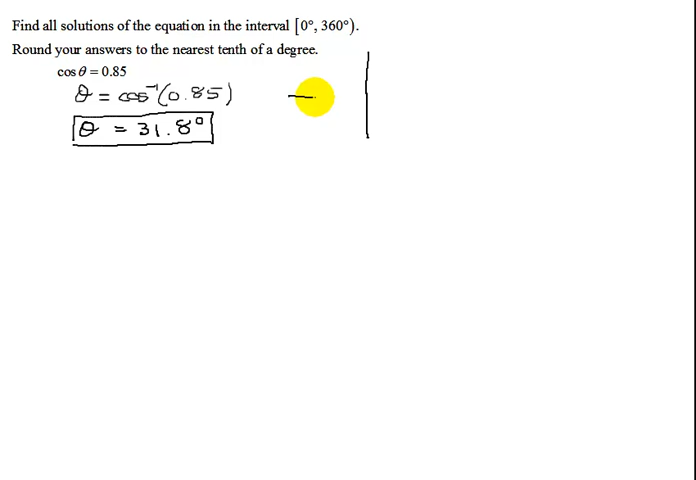 Find all solutions of the equation in the interval [0°, 360°).
Round your answers to the nearest tenth of a degree.
cos θ = 0.85
θ = cos⁻¹(0.85)
θ = 31.8°